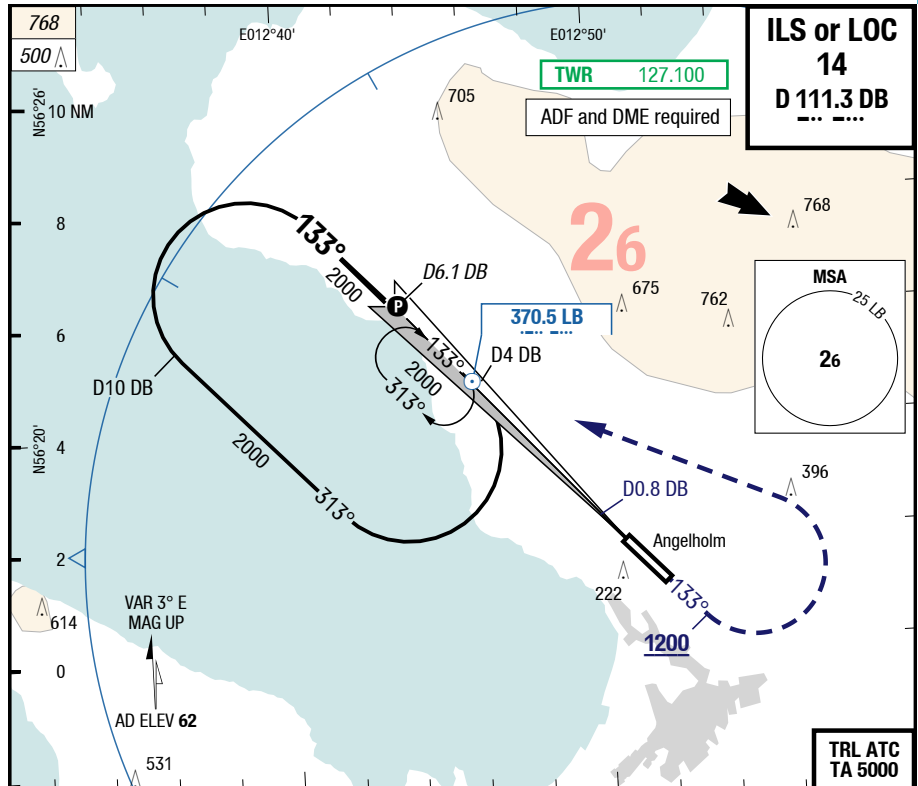 768
500
E012°40'
E012°50'
ILS or LOC
14
D 111.3 DB
TWR 127.100
ADF and DME required
N56°26'
10 NM
705
8
133°
2000
D6.1 DB
P
26
768
675
762
MSA
25 LB
26
6
370.5 LB
133°
D4 DB
2000
313°
D10 DB
N56°20'
4
2000
313°
396
D0.8 DB
Angelholm
2
222
133°
VAR 3° E
MAG UP
614
1200
0
AD ELEV 62
531
TRL ATC
TA 5000